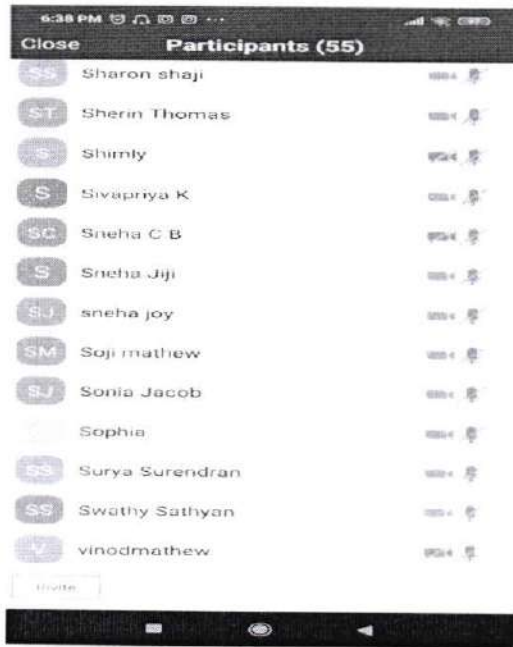 6:38 PM
Close Participants (55)
SS Sharon shaji
ST Sherin Thomas
S Shimly
S Sivapriya K
SC Sneha C B
S Sneha Jiji
SJ sneha joy
SM Soji mathew
SJ Sonia Jacob
Sophia
SS Surya Surendran
SS Swathy Sathyan
V vinodmathew
Invite